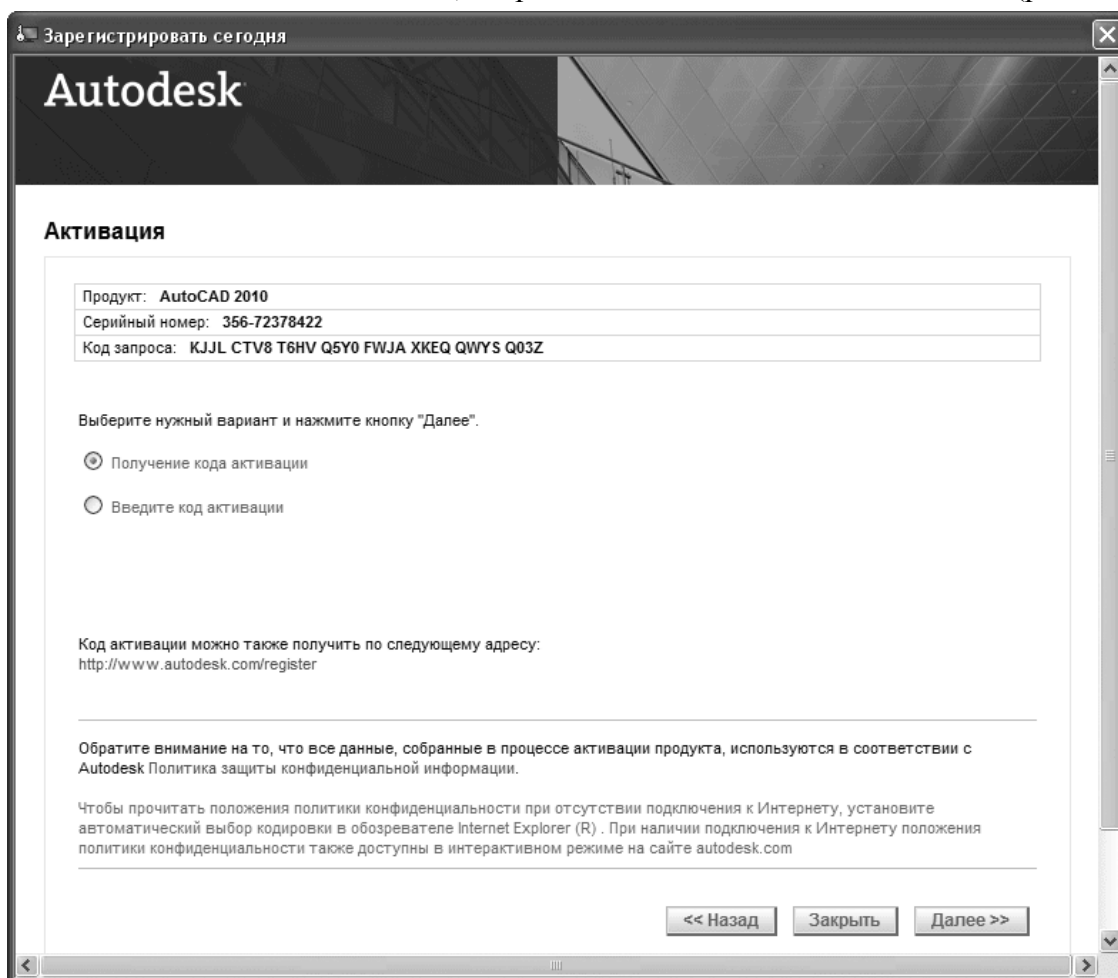 Зарегистрировать сегодня
Autodesk
Активация
Продукт: AutoCAD 2010
Серийный номер: 356-72378422
Код запроса: KJJL CTV8 T6HV Q5Y0 FWJA XKEQ QWYS Q03Z
Выберите нужный вариант и нажмите кнопку "Далее".
Получение кода активации
Введите код активации
Код активации можно также получить по следующему адресу:
http://www.autodesk.com/register
Обратите внимание на то, что все данные, собранные в процессе активации продукта, используются в соответствии с
Autodesk Политика защиты конфиденциальной информации.
Чтобы прочитать положения политики конфиденциальности при отсутствии подключения к Интернету, установите
автоматический выбор кодировки в обозревателе Internet Explorer (R) . При наличии подключения к Интернету положения
политики конфиденциальности также доступны в интерактивном режиме на сайте autodesk.com
<< Назад Закрыть Далее >>